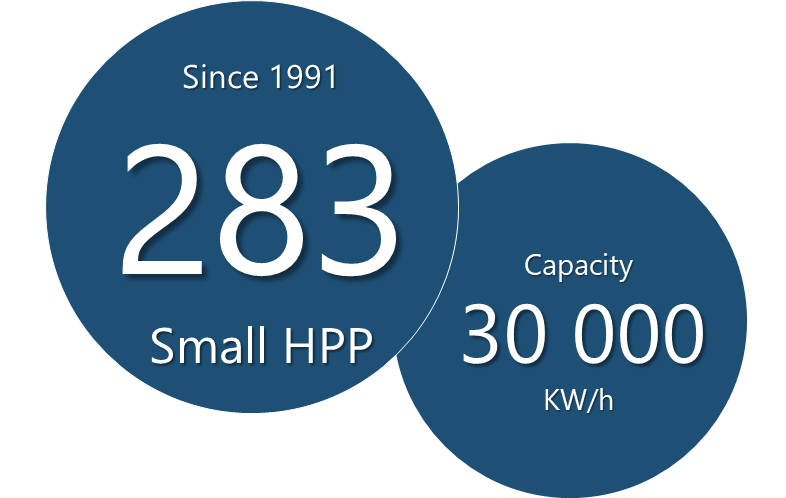 Since 1991
283
Small HPP
Capacity
30 000
KW/h